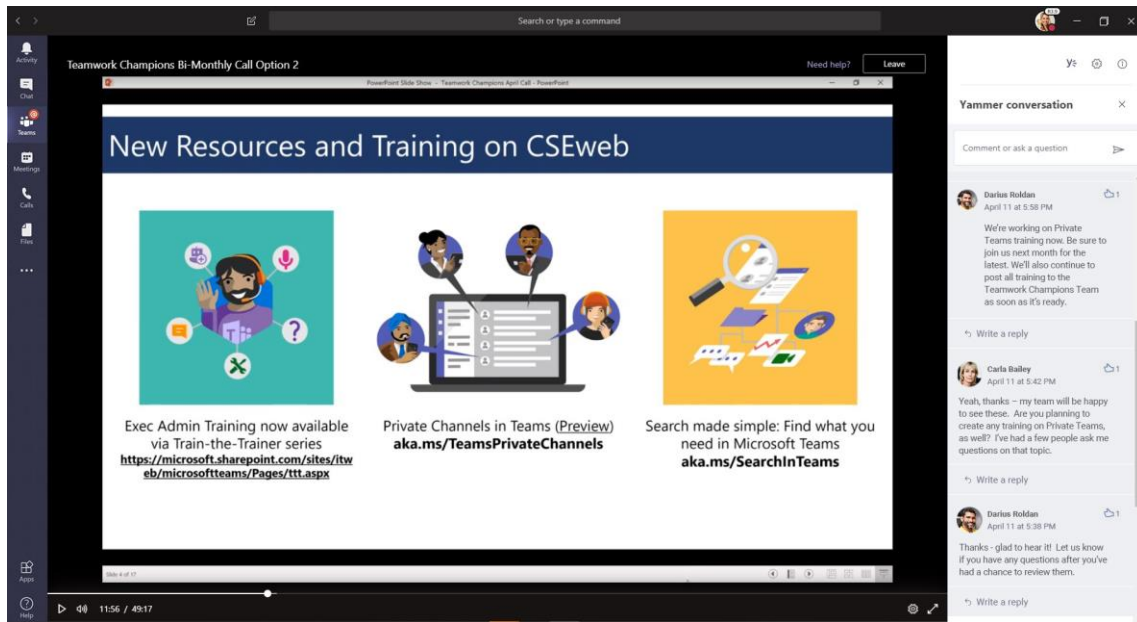 Search or type a command
Activity
Chat
Teams
Meetings
Calls
Files
Apps
Help
Teamwork Champions Bi-Monthly Call Option 2
Need help?
Leave
PowerPoint Slide Show - Teamwork Champions April Call - PowerPoint
New Resources and Training on CSEweb
Exec Admin Training now available
via Train-the-Trainer series
https://microsoft.sharepoint.com/sites/itw
eb/microsoftteams/Pages/ttt.aspx
Private Channels in Teams (Preview)
aka.ms/TeamsPrivateChannels
Search made simple: Find what you
need in Microsoft Teams
aka.ms/SearchInTeams
Slide 4 of 17
11:56 / 49:17
Yammer conversation
Comment or ask a question
Darius Roldan
1
April 11 at 5:58 PM
We're working on Private
Teams training now. Be sure to
join us next month for the
latest. We'll also continue to
post all training to the
Teamwork Champions Team
as soon as it's ready.
Write a reply
Carla Bailey
1
April 11 at 5:42 PM
Yeah, thanks – my team will be happy
to see these. Are you planning to
create any training on Private Teams,
as well? I've had a few people ask me
questions on that topic.
Write a reply
Darius Roldan
1
April 11 at 5:38 PM
Thanks - glad to hear it! Let us know
if you have any questions after you've
had a chance to review them.
Write a reply